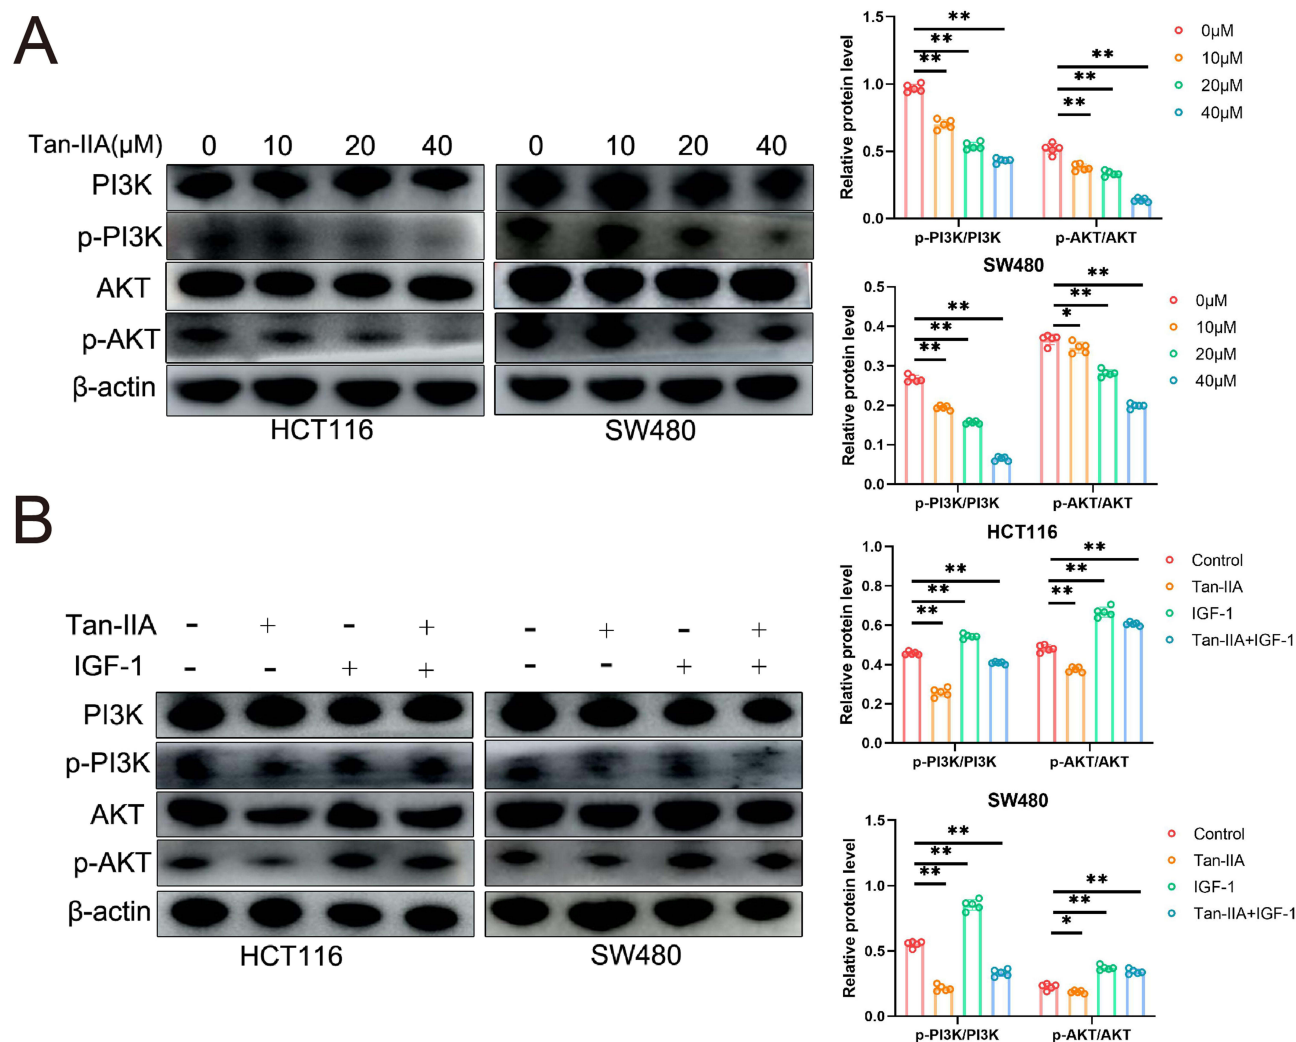 A
Tan-IIA(μM) 0 10 20 40 0 10 20 40
PI3K
p-PI3K
AKT
p-AKT
β-actin
HCT116 SW480
1.5
1.0
0.5
0.0
Relative protein level
** ** ** ** ** **
p-PI3K/PI3K p-AKT/AKT
0μM
10μM
20μM
40μM
SW480
0.5
0.4
0.3
0.2
0.1
0.0
Relative protein level
** ** ** ** ** *
p-PI3K/PI3K p-AKT/AKT
0μM
10μM
20μM
40μM
B
Tan-IIA - + - + - + - +
IGF-1 - - + + - - + +
PI3K
p-PI3K
AKT
p-AKT
β-actin
HCT116 SW480
HCT116
1.0
0.8
0.6
0.4
0.2
0.0
Relative protein level
** ** ** ** ** **
p-PI3K/PI3K p-AKT/AKT
Control
Tan-IIA
IGF-1
Tan-IIA+IGF-1
SW480
1.5
1.0
0.5
0.0
Relative protein level
** ** ** ** ** *
p-PI3K/PI3K p-AKT/AKT
Control
Tan-IIA
IGF-1
Tan-IIA+IGF-1